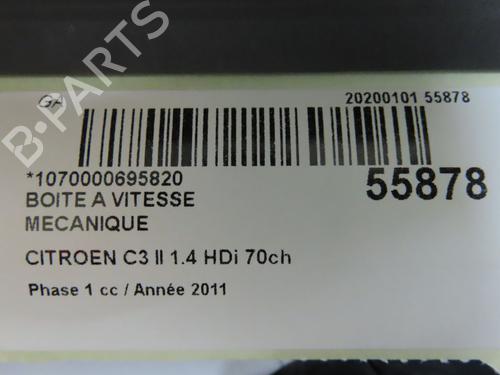 GA
20200101 55878
B-PARTS
*1070000695820
55878
BOITE A VITESSE
MECANIQUE
CITROEN C3 II 1.4 HDi 70ch
Phase 1 cc / Année 2011